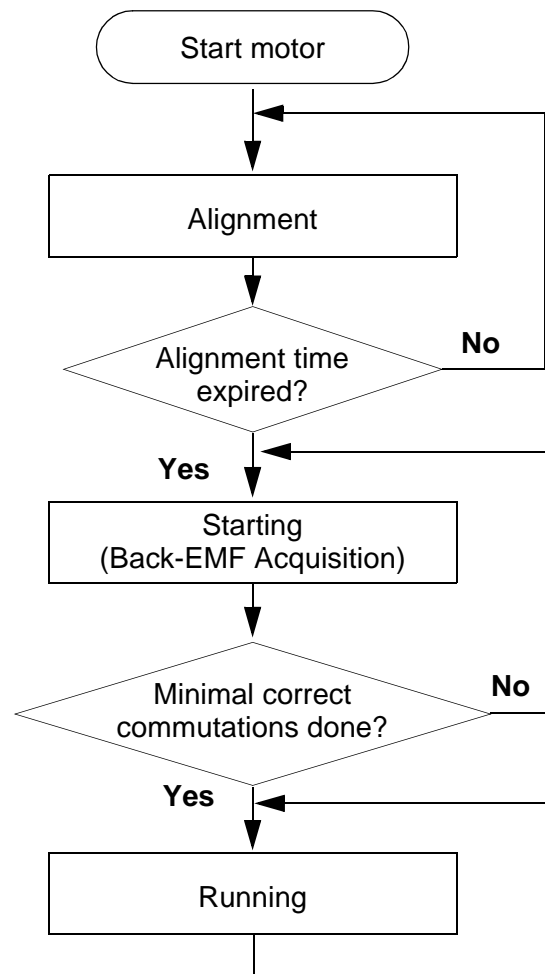 Start motor
Alignment
Alignment time
expired?
No
Yes
Starting
(Back-EMF Acquisition)
Minimal correct
commutations done?
No
Yes
Running